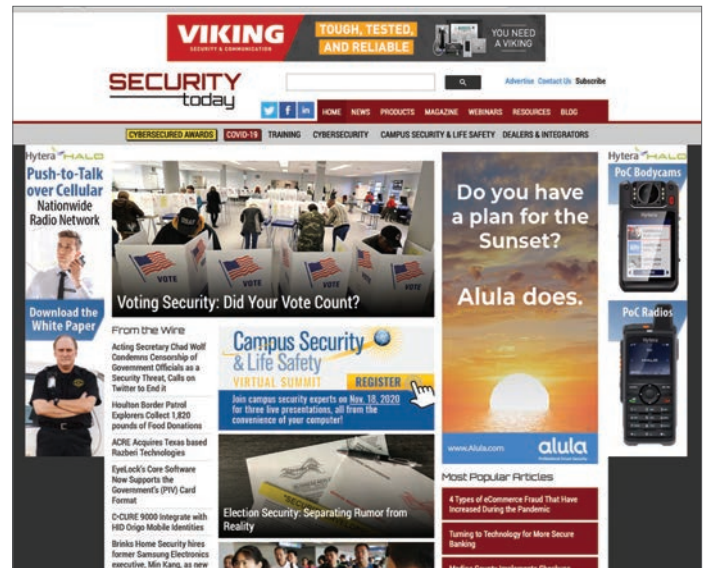 VIKING
SECURITY & COMMUNICATION
TOUGH, TESTED,
AND RELIABLE
YOU NEED
A VIKING
SECURITY
today
Advertise Contact Us Subscribe
HOME NEWS PRODUCTS MAGAZINE WEBINARS RESOURCES BLOG
CYBERSECURED AWARDS COVID-19 TRAINING CYBERSECURITY CAMPUS SECURITY & LIFE SAFETY DEALERS & INTEGRATORS
Hytera HALO
Push-to-Talk
over Cellular
Nationwide
Radio Network
Download the
White Paper
VOTE
VOTE
VOTE
Voting Security: Did Your Vote Count?
From the Wire
Acting Secretary Chad Wolf
Condemns Censorship of
Government Officials as a
Security Threat, Calls on
Twitter to End it
Houlton Border Patrol
Explorers Collect 1,820
pounds of Food Donations
ACRE Acquires Texas based
Razberi Technologies
EyeLock's Core Software
Now Supports the
Government's (PIV) Card
Format
C•CURE 9000 Integrate with
HID Origo Mobile Identities
Brinks Home Security hires
former Samsung Electronics
executive, Min Kang, as new
Campus Security
& Life Safety
VIRTUAL SUMMIT
REGISTER
Join campus security experts on Nov. 18, 2020
for three live presentations, all from the
convenience of your computer!
Election Security: Separating Rumor from
Reality
Do you have
a plan for the
Sunset?
Alula does.
www.Alula.com
alula
Most Popular Articles
4 Types of eCommerce Fraud That Have
Increased During the Pandemic
Turning to Technology for More Secure
Banking
Hytera HALO
PoC Bodycams
Hytera
PoC Radios
Hytera